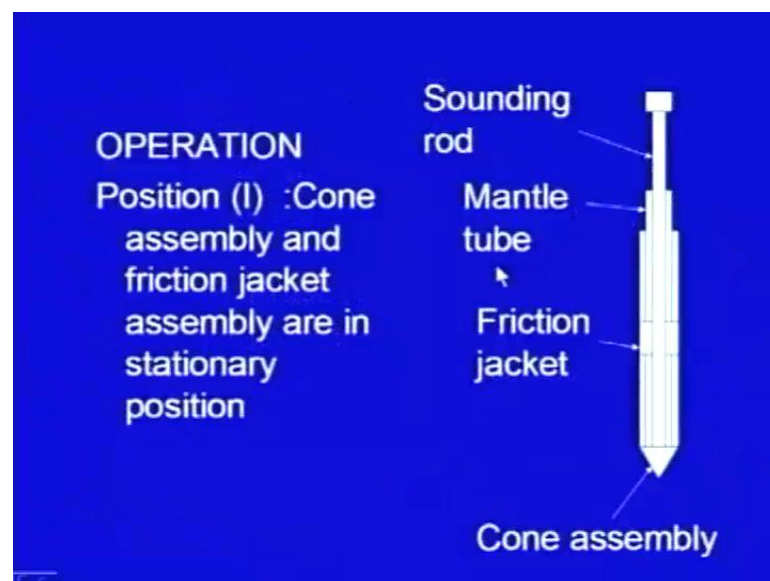 OPERATION
Position (I) :Cone
assembly and
friction jacket
assembly are in
stationary
position
Sounding
rod
Mantle
tube
Friction
jacket
Cone assembly